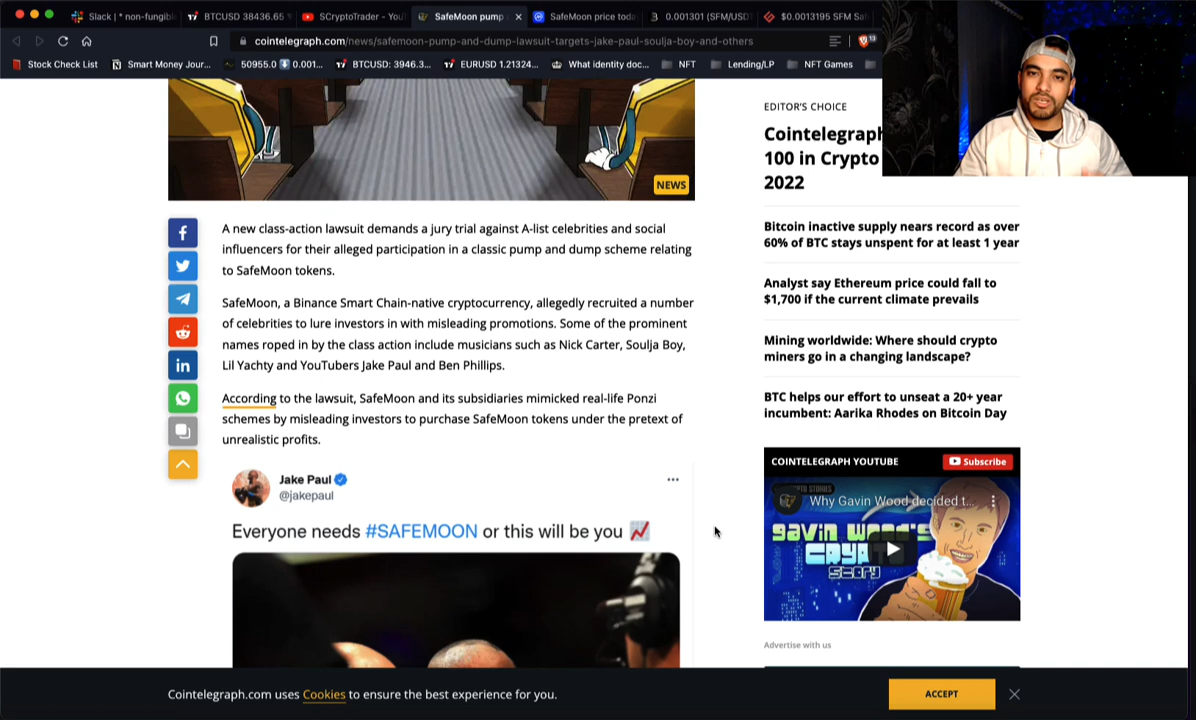 Slack | * non-fungib
BTCUSD 38436.65
SCryptoTrader - You
SafeMoon pump
SafeMoon price toda
0.001301 (SFM/USD
$0.0013195 SFM Saf
cointelegraph.com/news/safemoon-pump-and-dump-lawsuit-targets-jake-paul-soulja-boy-and-others
13
Stock Check List
Smart Money Jour...
50955.0 0.001...
BTCUSD: 3946.3...
EURUSD 1.21324...
What identity doc...
NFT
Lending/LP
NFT Games
NEWS
A new class-action lawsuit demands a jury trial against A-list celebrities and social
influencers for their alleged participation in a classic pump and dump scheme relating
to SafeMoon tokens.
SafeMoon, a Binance Smart Chain-native cryptocurrency, allegedly recruited a number
of celebrities to lure investors in with misleading promotions. Some of the prominent
names roped in by the class action include musicians such as Nick Carter, Soulja Boy,
Lil Yachty and YouTubers Jake Paul and Ben Phillips.
According to the lawsuit, SafeMoon and its subsidiaries mimicked real-life Ponzi
schemes by misleading investors to purchase SafeMoon tokens under the pretext of
unrealistic profits.
Jake Paul
@jakepaul
Everyone needs #SAFEMOON or this will be you 📈
EDITOR'S CHOICE
Cointelegraph
100 in Crypto
2022
Bitcoin inactive supply nears record as over
60% of BTC stays unspent for at least 1 year
Analyst say Ethereum price could fall to
$1,700 if the current climate prevails
Mining worldwide: Where should crypto
miners go in a changing landscape?
BTC helps our effort to unseat a 20+ year
incumbent: Aarika Rhodes on Bitcoin Day
COINTELEGRAPH YOUTUBE
Subscribe
Why Gavin Wood decided t...
GAVIN WOOD'S
STORY
Advertise with us
Cointelegraph.com uses Cookies to ensure the best experience for you.
ACCEPT